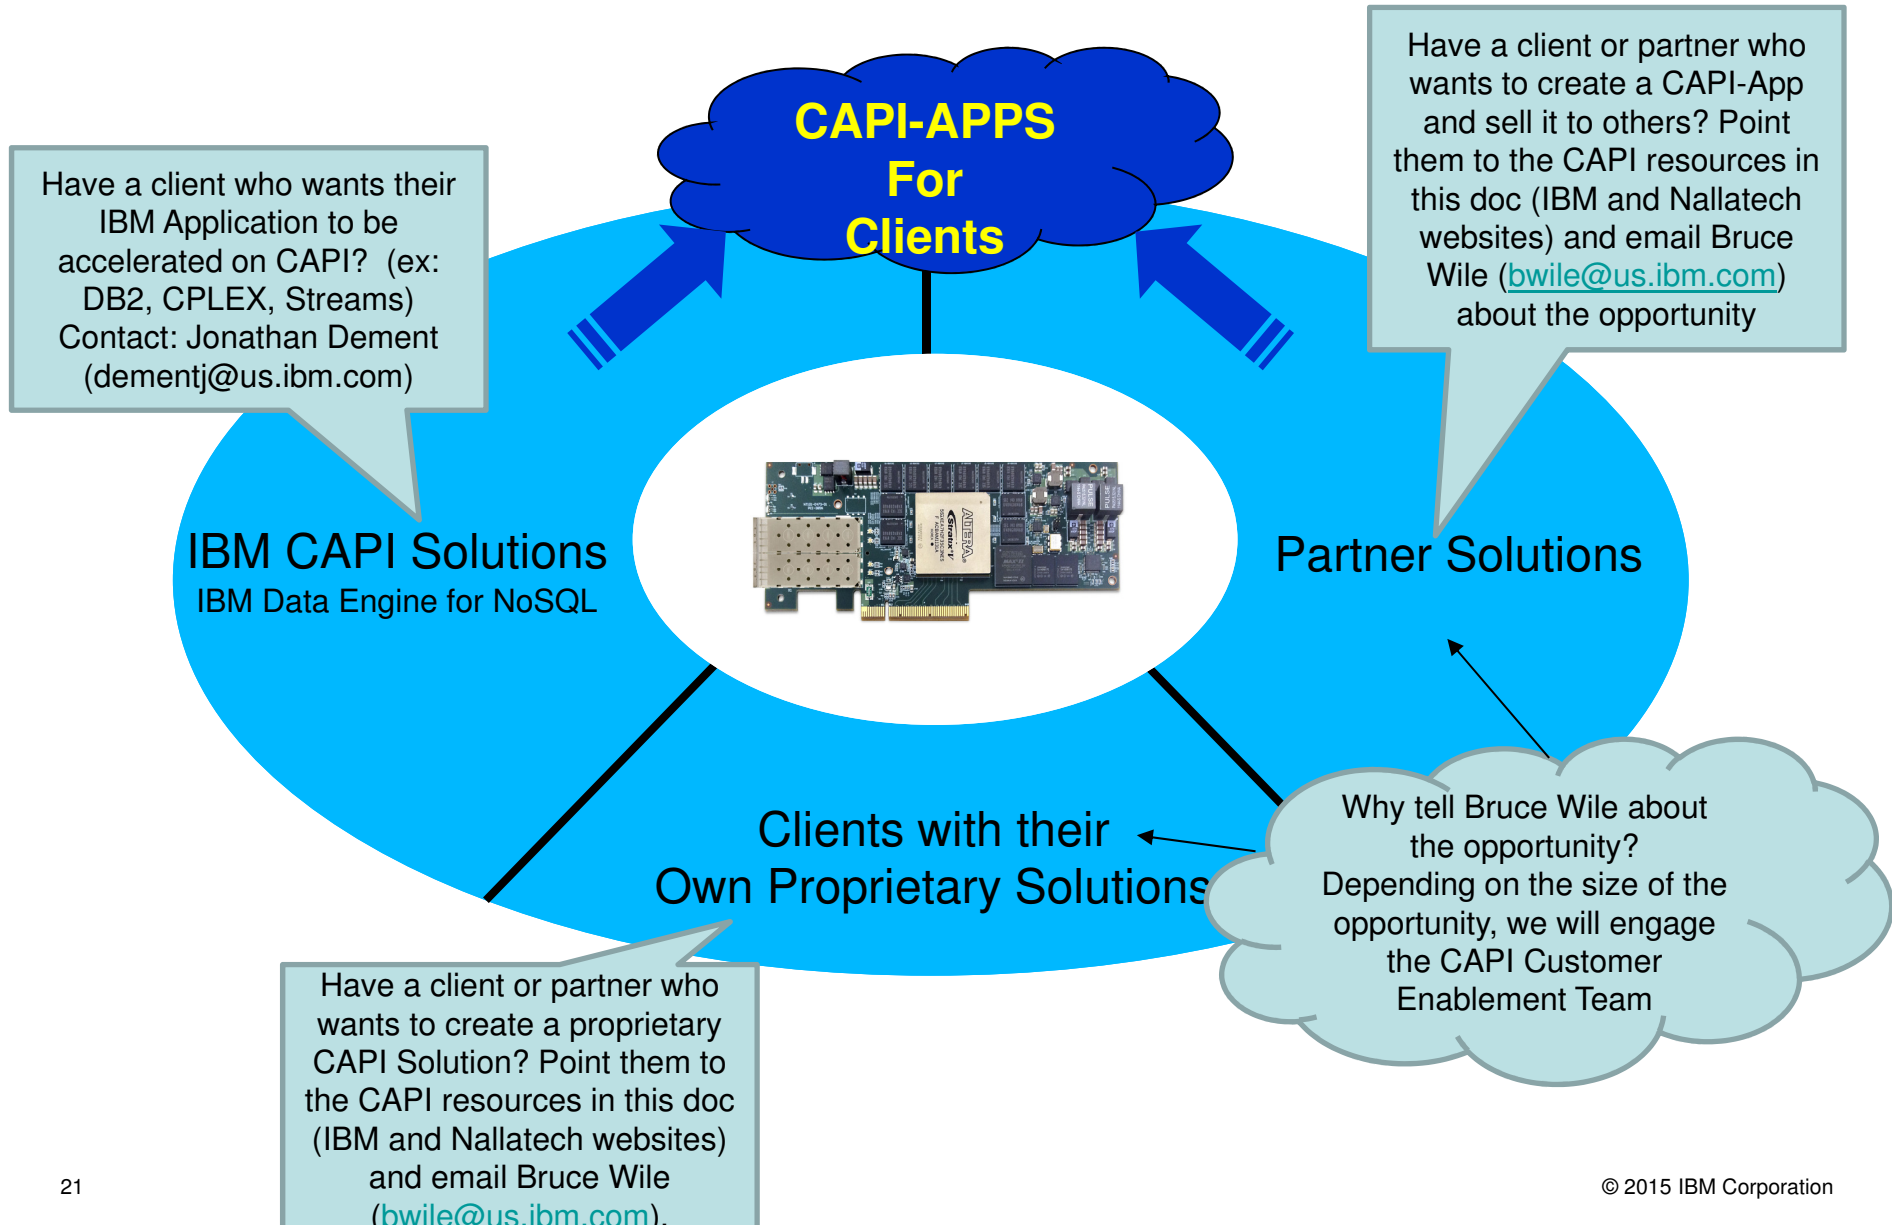 CAPI-APPS
For
Clients
Have a client who wants their
IBM Application to be
accelerated on CAPI?  (ex:
DB2, CPLEX, Streams)
Contact: Jonathan Dement
(dementj@us.ibm.com)
Have a client or partner who
wants to create a CAPI-App
and sell it to others? Point
them to the CAPI resources in
this doc (IBM and Nallatech
websites) and email Bruce
Wile (bwile@us.ibm.com)
about the opportunity
IBM CAPI Solutions
IBM Data Engine for NoSQL
ALTERA
Stratix V
Partner Solutions
Clients with their
Own Proprietary Solutions
Why tell Bruce Wile about
the opportunity?
Depending on the size of the
opportunity, we will engage
the CAPI Customer
Enablement Team
Have a client or partner who
wants to create a proprietary
CAPI Solution? Point them to
the CAPI resources in this doc
(IBM and Nallatech websites)
and email Bruce Wile
(bwile@us.ibm.com).
21
© 2015 IBM Corporation